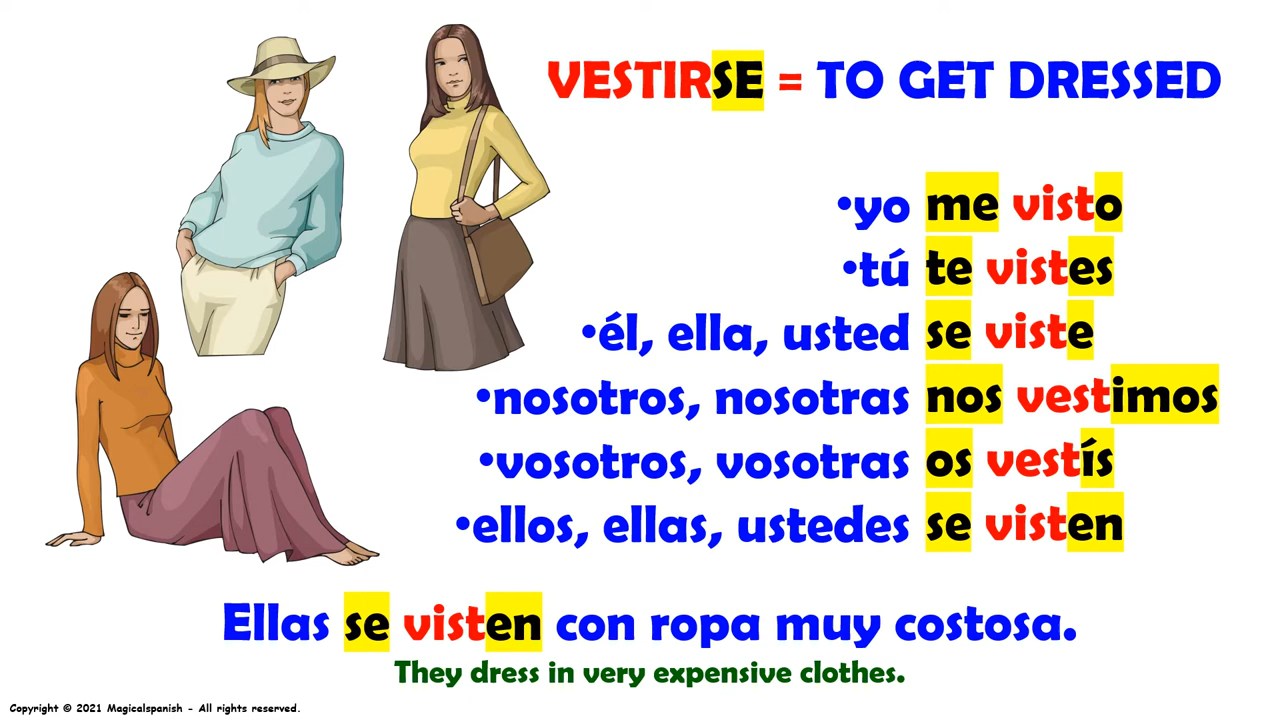 VESTIRSE = TO GET DRESSED
•yo me visto
•tú te vistes
•él, ella, usted se viste
•nosotros, nosotras nos vestimos
•vosotros, vosotras os vestís
•ellos, ellas, ustedes se visten
Ellas se visten con ropa muy costosa.
They dress in very expensive clothes.
Copyright © 2021 Magicalspanish - All rights reserved.